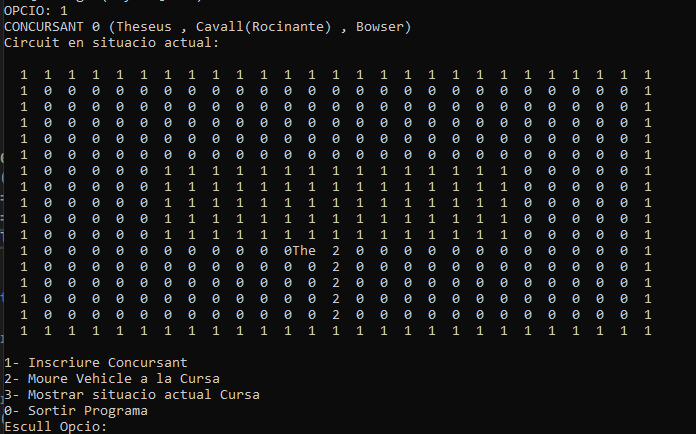 OPCIO: 1
CONCURSANT 0 (Theseus , Cavall(Rocinante) , Bowser)
Circuit en situacio actual:
1 1 1 1 1 1 1 1 1 1 1 1 1 1 1 1 1 1 1 1 1 1 1 1 1 1 1
1 0 0 0 0 0 0 0 0 0 0 0 0 0 0 0 0 0 0 0 0 0 0 0 0 0 1
1 0 0 0 0 0 0 0 0 0 0 0 0 0 0 0 0 0 0 0 0 0 0 0 0 0 1
1 0 0 0 0 0 0 0 0 0 0 0 0 0 0 0 0 0 0 0 0 0 0 0 0 0 1
1 0 0 0 0 0 0 0 0 0 0 0 0 0 0 0 0 0 0 0 0 0 0 0 0 0 1
1 0 0 0 0 0 0 0 0 0 0 0 0 0 0 0 0 0 0 0 0 0 0 0 0 0 1
1 0 0 0 0 0 1 1 1 1 1 1 1 1 1 1 1 1 1 1 1 0 0 0 0 0 1
1 0 0 0 0 0 1 1 1 1 1 1 1 1 1 1 1 1 1 1 1 0 0 0 0 0 1
1 0 0 0 0 0 1 1 1 1 1 1 1 1 1 1 1 1 1 1 1 0 0 0 0 0 1
1 0 0 0 0 0 1 1 1 1 1 1 1 1 1 1 1 1 1 1 1 0 0 0 0 0 1
1 0 0 0 0 0 1 1 1 1 1 1 1 1 1 1 1 1 1 1 1 0 0 0 0 0 1
1 0 0 0 0 0 0 0 0 0 0 0The 2 0 0 0 0 0 0 0 0 0 0 0 0 1
1 0 0 0 0 0 0 0 0 0 0 0 0 2 0 0 0 0 0 0 0 0 0 0 0 0 1
1 0 0 0 0 0 0 0 0 0 0 0 0 2 0 0 0 0 0 0 0 0 0 0 0 0 1
1 0 0 0 0 0 0 0 0 0 0 0 0 2 0 0 0 0 0 0 0 0 0 0 0 0 1
1 0 0 0 0 0 0 0 0 0 0 0 0 2 0 0 0 0 0 0 0 0 0 0 0 0 1
1 1 1 1 1 1 1 1 1 1 1 1 1 1 1 1 1 1 1 1 1 1 1 1 1 1 1
1- Inscriure Concursant
2- Moure Vehicle a la Cursa
3- Mostrar situacio actual Cursa
0- Sortir Programa
Escull Opcio: